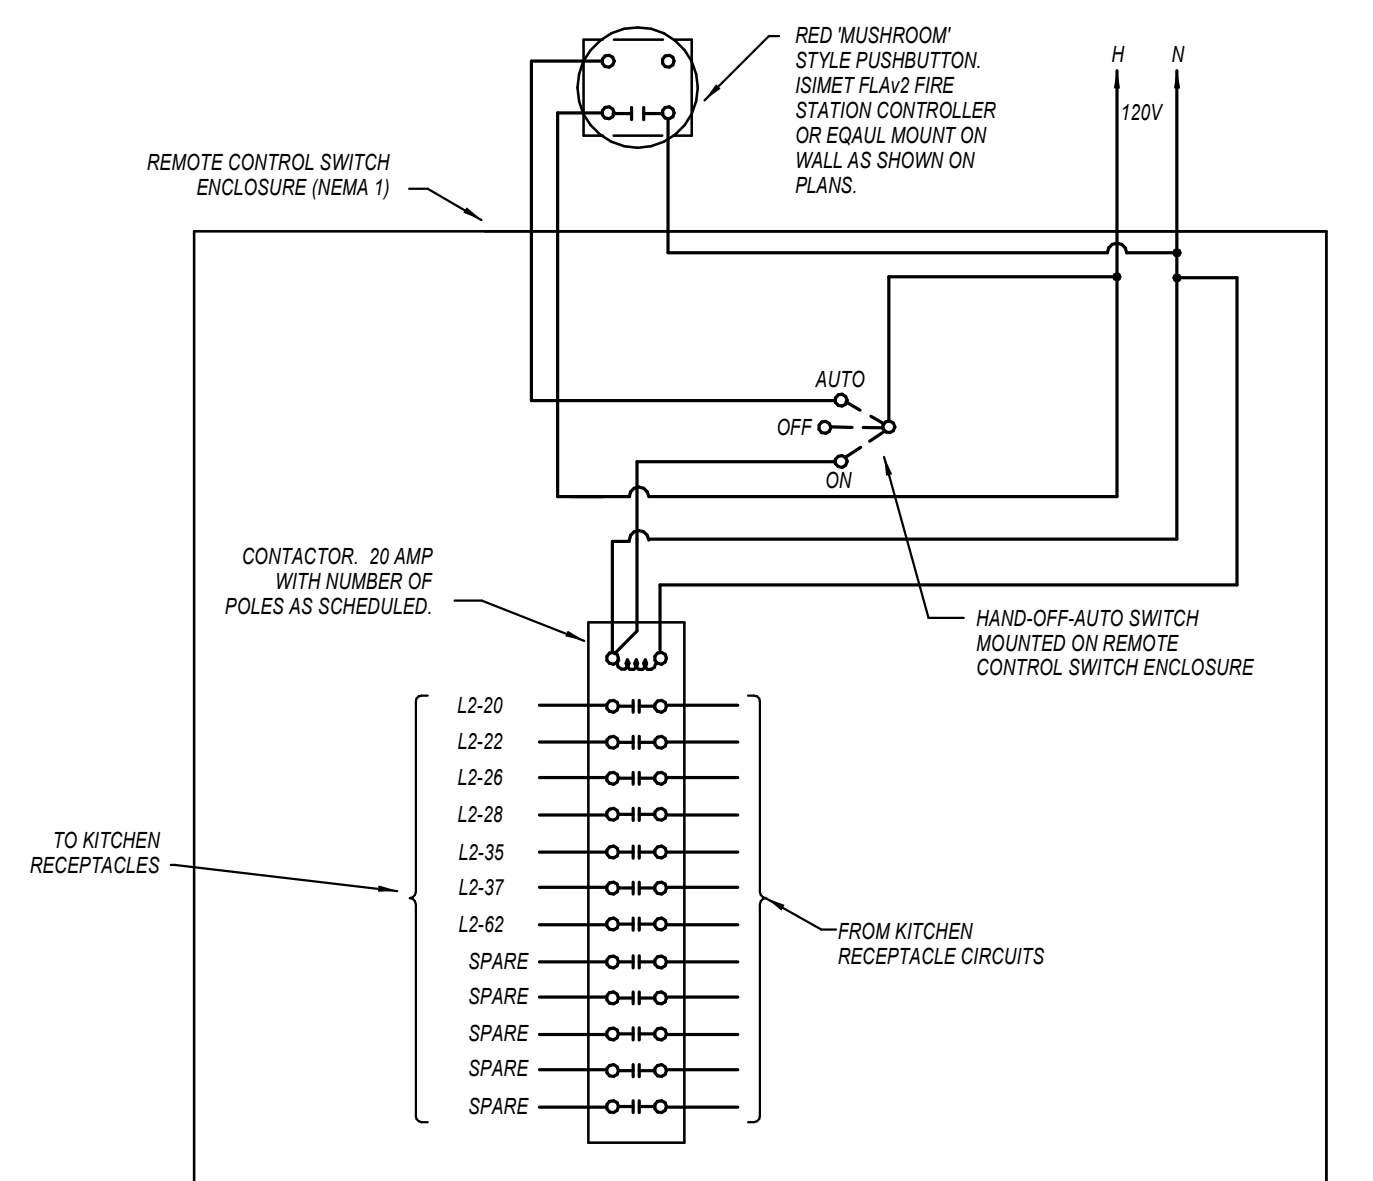 RED 'MUSHROOM'
STYLE PUSHBUTTON.
ISIMET FLAv2 FIRE
STATION CONTROLLER
OR EQAUL MOUNT ON
WALL AS SHOWN ON
PLANS.
H
N
120V
REMOTE CONTROL SWITCH
ENCLOSURE (NEMA 1)
AUTO
OFF
ON
CONTACTOR. 20 AMP
WITH NUMBER OF
POLES AS SCHEDULED.
HAND-OFF-AUTO SWITCH
MOUNTED ON REMOTE
CONTROL SWITCH ENCLOSURE
L2-20
L2-22
L2-26
L2-28
L2-35
L2-37
L2-62
SPARE
SPARE
SPARE
SPARE
SPARE
TO KITCHEN
RECEPTACLES
FROM KITCHEN
RECEPTACLE CIRCUITS